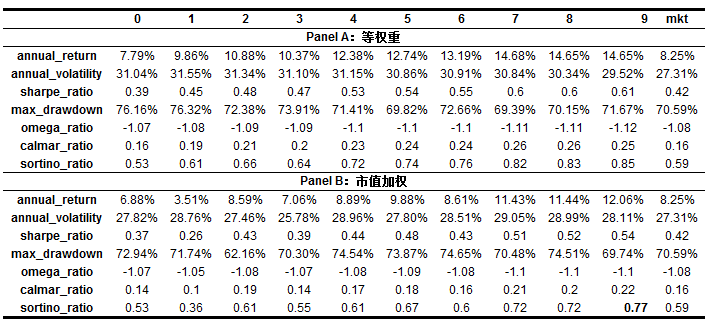 0 1 2 3 4 5 6 7 8 9 mkt
Panel A：等权重
annual_return 7.79% 9.86% 10.88% 10.37% 12.38% 12.74% 13.19% 14.68% 14.65% 14.65% 8.25%
annual_volatility 31.04% 31.55% 31.34% 31.10% 31.15% 30.86% 30.91% 30.84% 30.34% 29.52% 27.31%
sharpe_ratio 0.39 0.45 0.48 0.47 0.53 0.54 0.55 0.6 0.6 0.61 0.42
max_drawdown 76.16% 76.32% 72.38% 73.91% 71.41% 69.82% 72.66% 69.39% 70.15% 71.67% 70.59%
omega_ratio -1.07 -1.08 -1.09 -1.09 -1.1 -1.1 -1.1 -1.11 -1.11 -1.12 -1.08
calmar_ratio 0.16 0.19 0.21 0.2 0.23 0.24 0.24 0.26 0.26 0.25 0.16
sortino_ratio 0.53 0.61 0.66 0.64 0.72 0.74 0.76 0.82 0.83 0.85 0.59
Panel B：市值加权
annual_return 6.88% 3.51% 8.59% 7.06% 8.89% 9.88% 8.61% 11.43% 11.44% 12.06% 8.25%
annual_volatility 27.82% 28.76% 27.46% 25.78% 28.96% 27.80% 28.51% 29.05% 28.99% 28.11% 27.31%
sharpe_ratio 0.37 0.26 0.43 0.39 0.44 0.48 0.43 0.51 0.52 0.54 0.42
max_drawdown 72.94% 71.74% 62.16% 70.30% 74.54% 73.87% 74.65% 70.48% 74.51% 69.74% 70.59%
omega_ratio -1.07 -1.05 -1.08 -1.07 -1.08 -1.09 -1.08 -1.1 -1.1 -1.1 -1.08
calmar_ratio 0.14 0.1 0.19 0.14 0.17 0.18 0.16 0.21 0.2 0.22 0.16
sortino_ratio 0.53 0.36 0.61 0.55 0.61 0.67 0.6 0.72 0.72 0.77 0.59